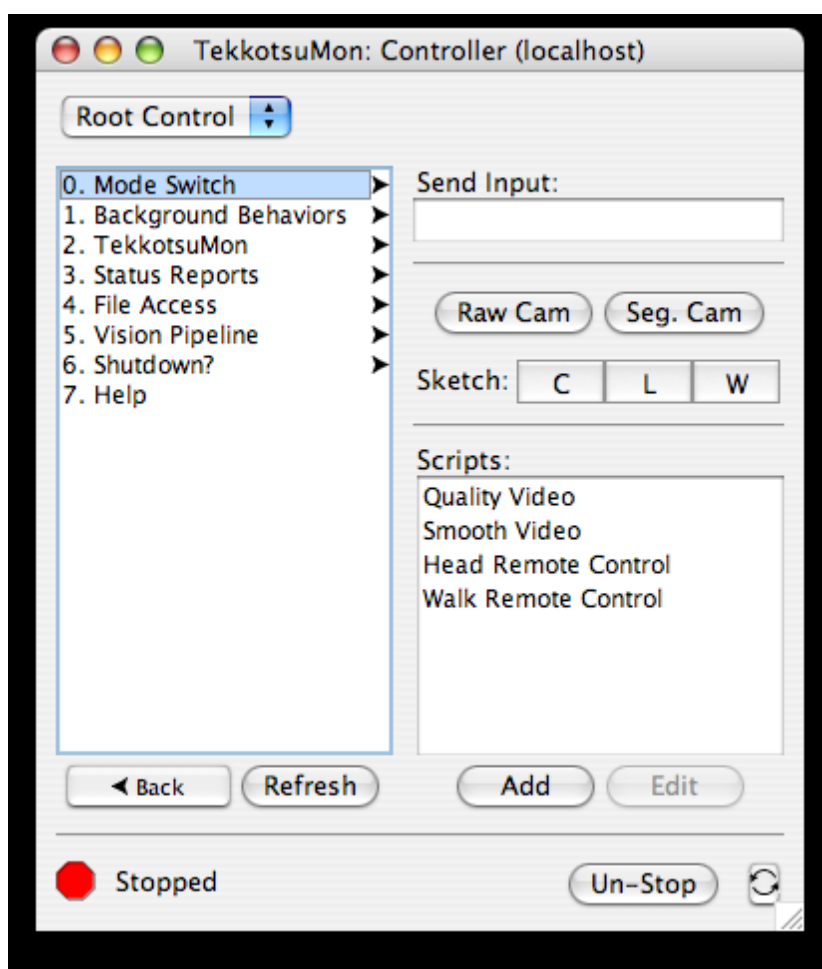 TekkotsuMon: Controller (localhost)
Root Control
0. Mode Switch
1. Background Behaviors
2. TekkotsuMon
3. Status Reports
4. File Access
5. Vision Pipeline
6. Shutdown?
7. Help
Back
Refresh
Send Input:
Raw Cam
Seg. Cam
Sketch: C L W
Scripts:
Quality Video
Smooth Video
Head Remote Control
Walk Remote Control
Add
Edit
Stopped
Un-Stop